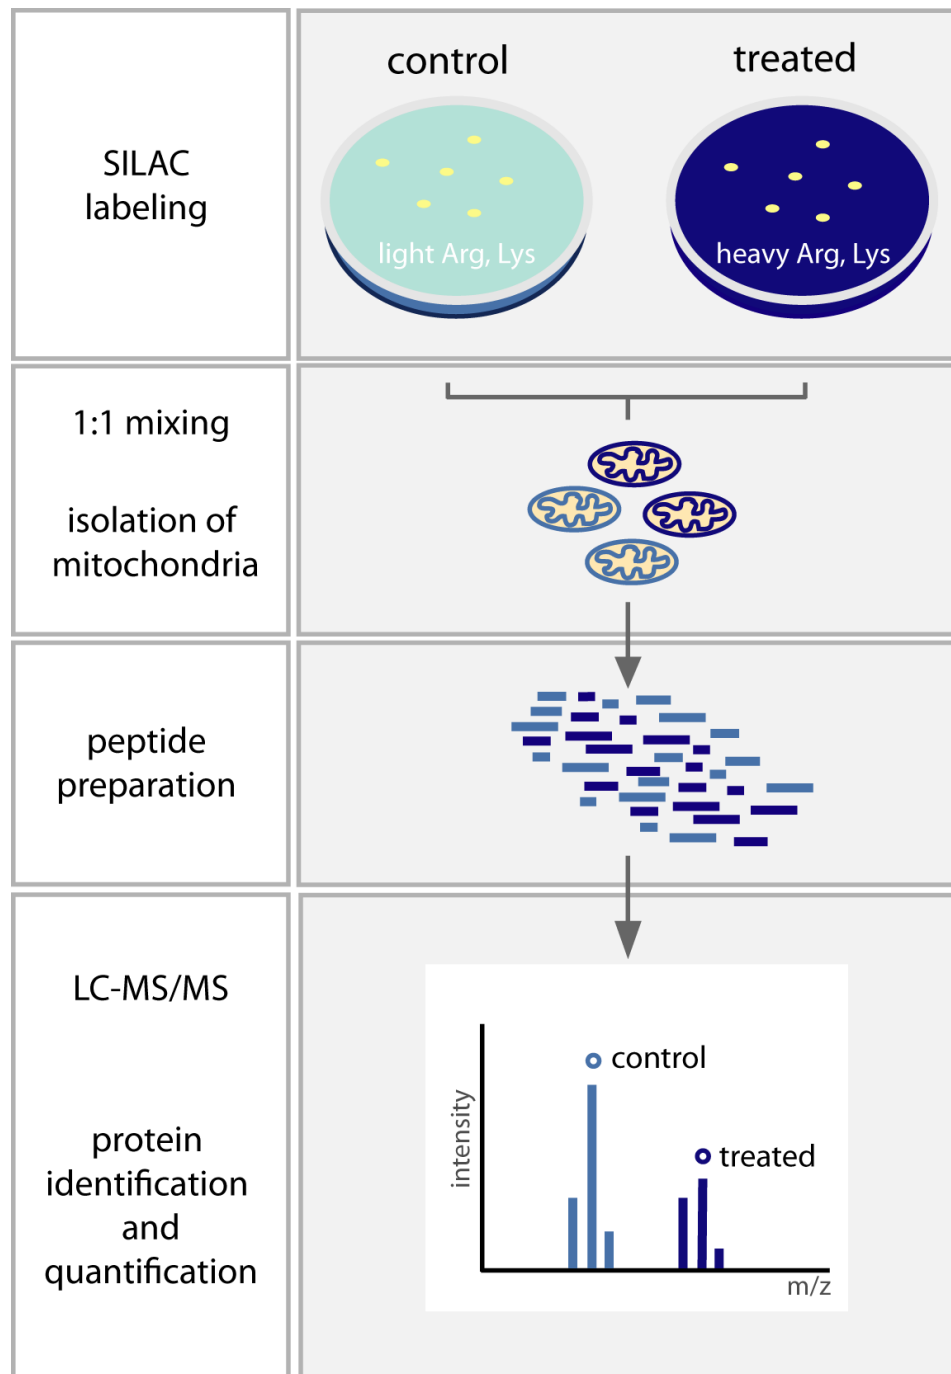 control
treated
SILAC
labeling
light Arg, Lys
heavy Arg, Lys
1:1 mixing
isolation of
mitochondria
peptide
preparation
LC-MS/MS
protein
identification
and
quantification
control
treated
intensity
m/z